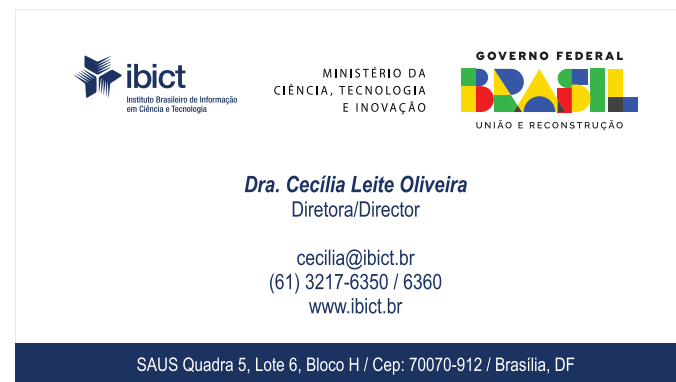 ibict
Instituto Brasileiro de Informação
em Ciência e Tecnologia
MINISTÉRIO DA
CIÊNCIA, TECNOLOGIA
E INOVAÇÃO
GOVERNO FEDERAL
BRASIL
UNIÃO E RECONSTRUÇÃO
Dra. Cecília Leite Oliveira
Diretora/Director
cecilia@ibict.br
(61) 3217-6350 / 6360
www.ibict.br
SAUS Quadra 5, Lote 6, Bloco H / Cep: 70070-912 / Brasília, DF